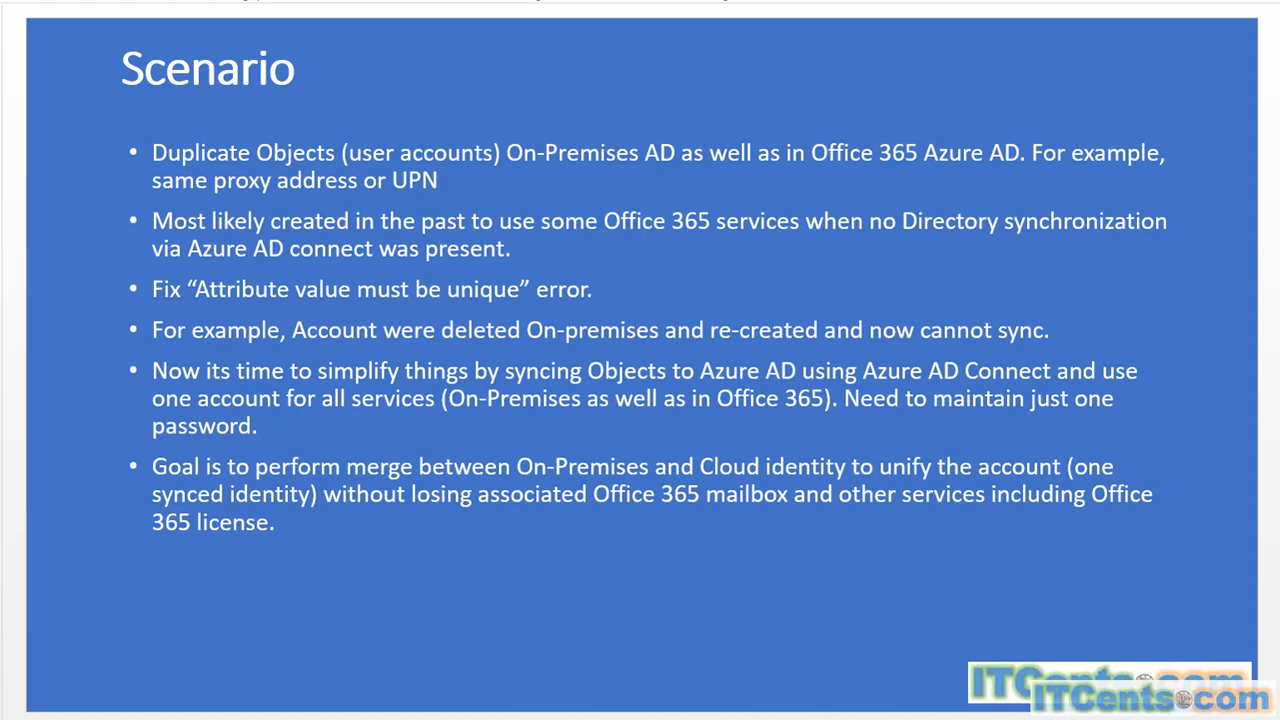 Scenario
• Duplicate Objects (user accounts) On-Premises AD as well as in Office 365 Azure AD. For example,
same proxy address or UPN
• Most likely created in the past to use some Office 365 services when no Directory synchronization
via Azure AD connect was present.
• Fix “Attribute value must be unique” error.
• For example, Account were deleted On-premises and re-created and now cannot sync.
• Now its time to simplify things by syncing Objects to Azure AD using Azure AD Connect and use
one account for all services (On-Premises as well as in Office 365). Need to maintain just one
password.
• Goal is to perform merge between On-Premises and Cloud identity to unify the account (one
synced identity) without losing associated Office 365 mailbox and other services including Office
365 license.
ITCents.com
ITCents.com